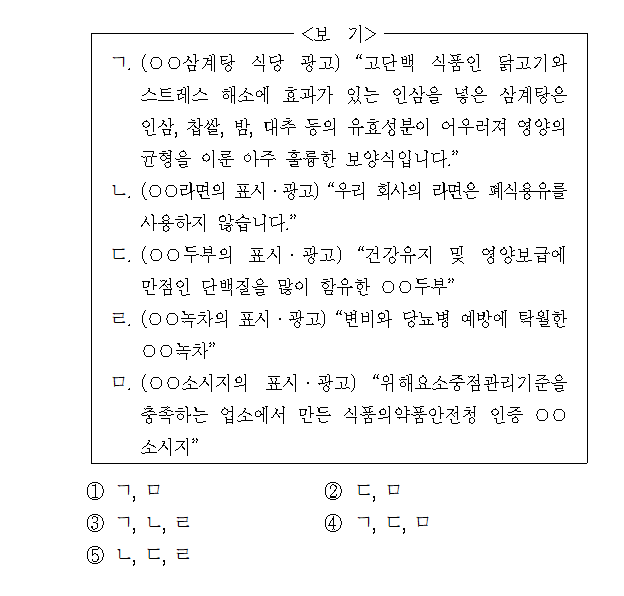 <보 기>
ㄱ. (○○삼계탕 식당 광고) “고단백 식품인 닭고기와
스트레스 해소에 효과가 있는 인삼을 넣은 삼계탕은
인삼, 찹쌀, 밤, 대추 등의 유효성분이 어우러져 영양의
균형을 이룬 아주 훌륭한 보양식입니다.”
ㄴ. (○○라면의 표시·광고) “우리 회사의 라면은 폐식용유를
사용하지 않습니다.”
ㄷ. (○○두부의 표시·광고) “건강유지 및 영양보급에
만점인 단백질을 많이 함유한 ○○두부”
ㄹ. (○○녹차의 표시·광고) “변비와 당뇨병 예방에 탁월한
○○녹차”
ㅁ. (○○소시지의 표시·광고) “위해요소중점관리기준을
충족하는 업소에서 만든 식품의약품안전청 인증 ○○
소시지”
① ㄱ, ㅁ ② ㄷ, ㅁ
③ ㄱ, ㄴ, ㄹ ④ ㄱ, ㄷ, ㅁ
⑤ ㄴ, ㄷ, ㄹ